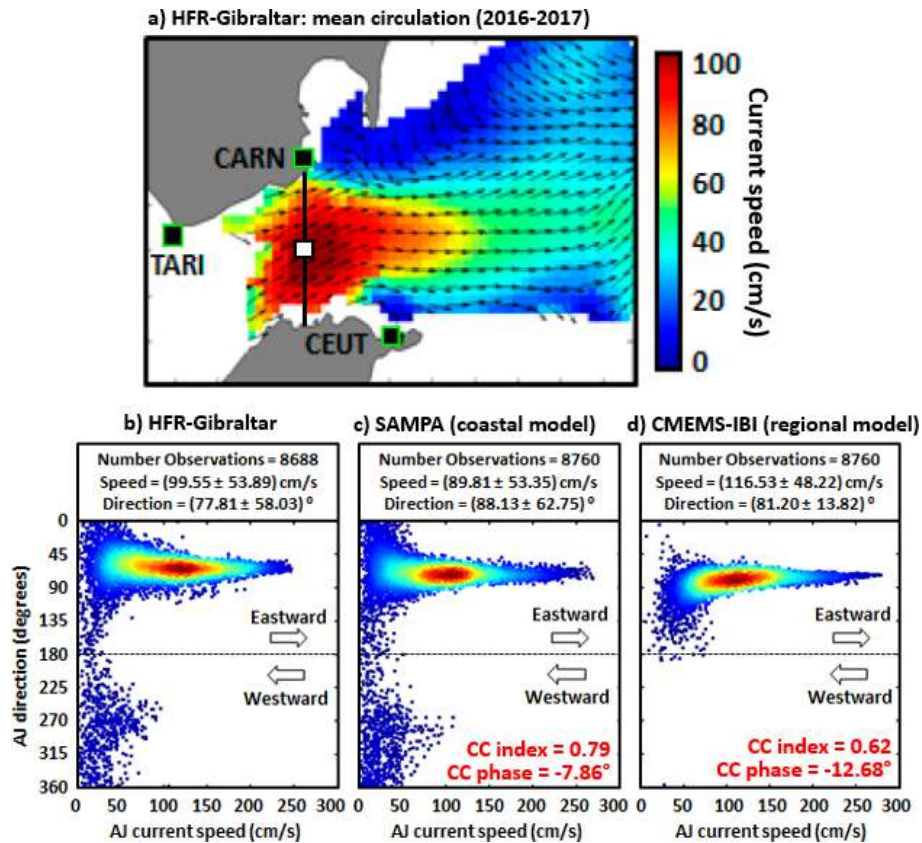 a) HFR-Gibraltar: mean circulation (2016-2017)
CARN
TARI
CEUT
100
80
60
40
20
0
Current speed (cm/s)
b) HFR-Gibraltar
Number Observations = 8688
Speed = (99.55 ± 53.89) cm/s
Direction = (77.81 ± 58.03) º
AJ direction (degrees)
0
45
90
135
180
225
270
315
360
Eastward
Westward
0 50 100 150 200 250 300
AJ current speed (cm/s)
c) SAMPA (coastal model)
Number Observations = 8760
Speed = (89.81 ± 53.35) cm/s
Direction = (88.13 ± 62.75) º
Eastward
Westward
CC index = 0.79
CC phase = -7.86°
0 50 100 150 200 250 300
AJ current speed (cm/s)
d) CMEMS-IBI (regional model)
Number Observations = 8760
Speed = (116.53 ± 48.22) cm/s
Direction = (81.20 ± 13.82) º
Eastward
Westward
CC index = 0.62
CC phase = -12.68°
0 50 100 150 200 250 300
AJ current speed (cm/s)